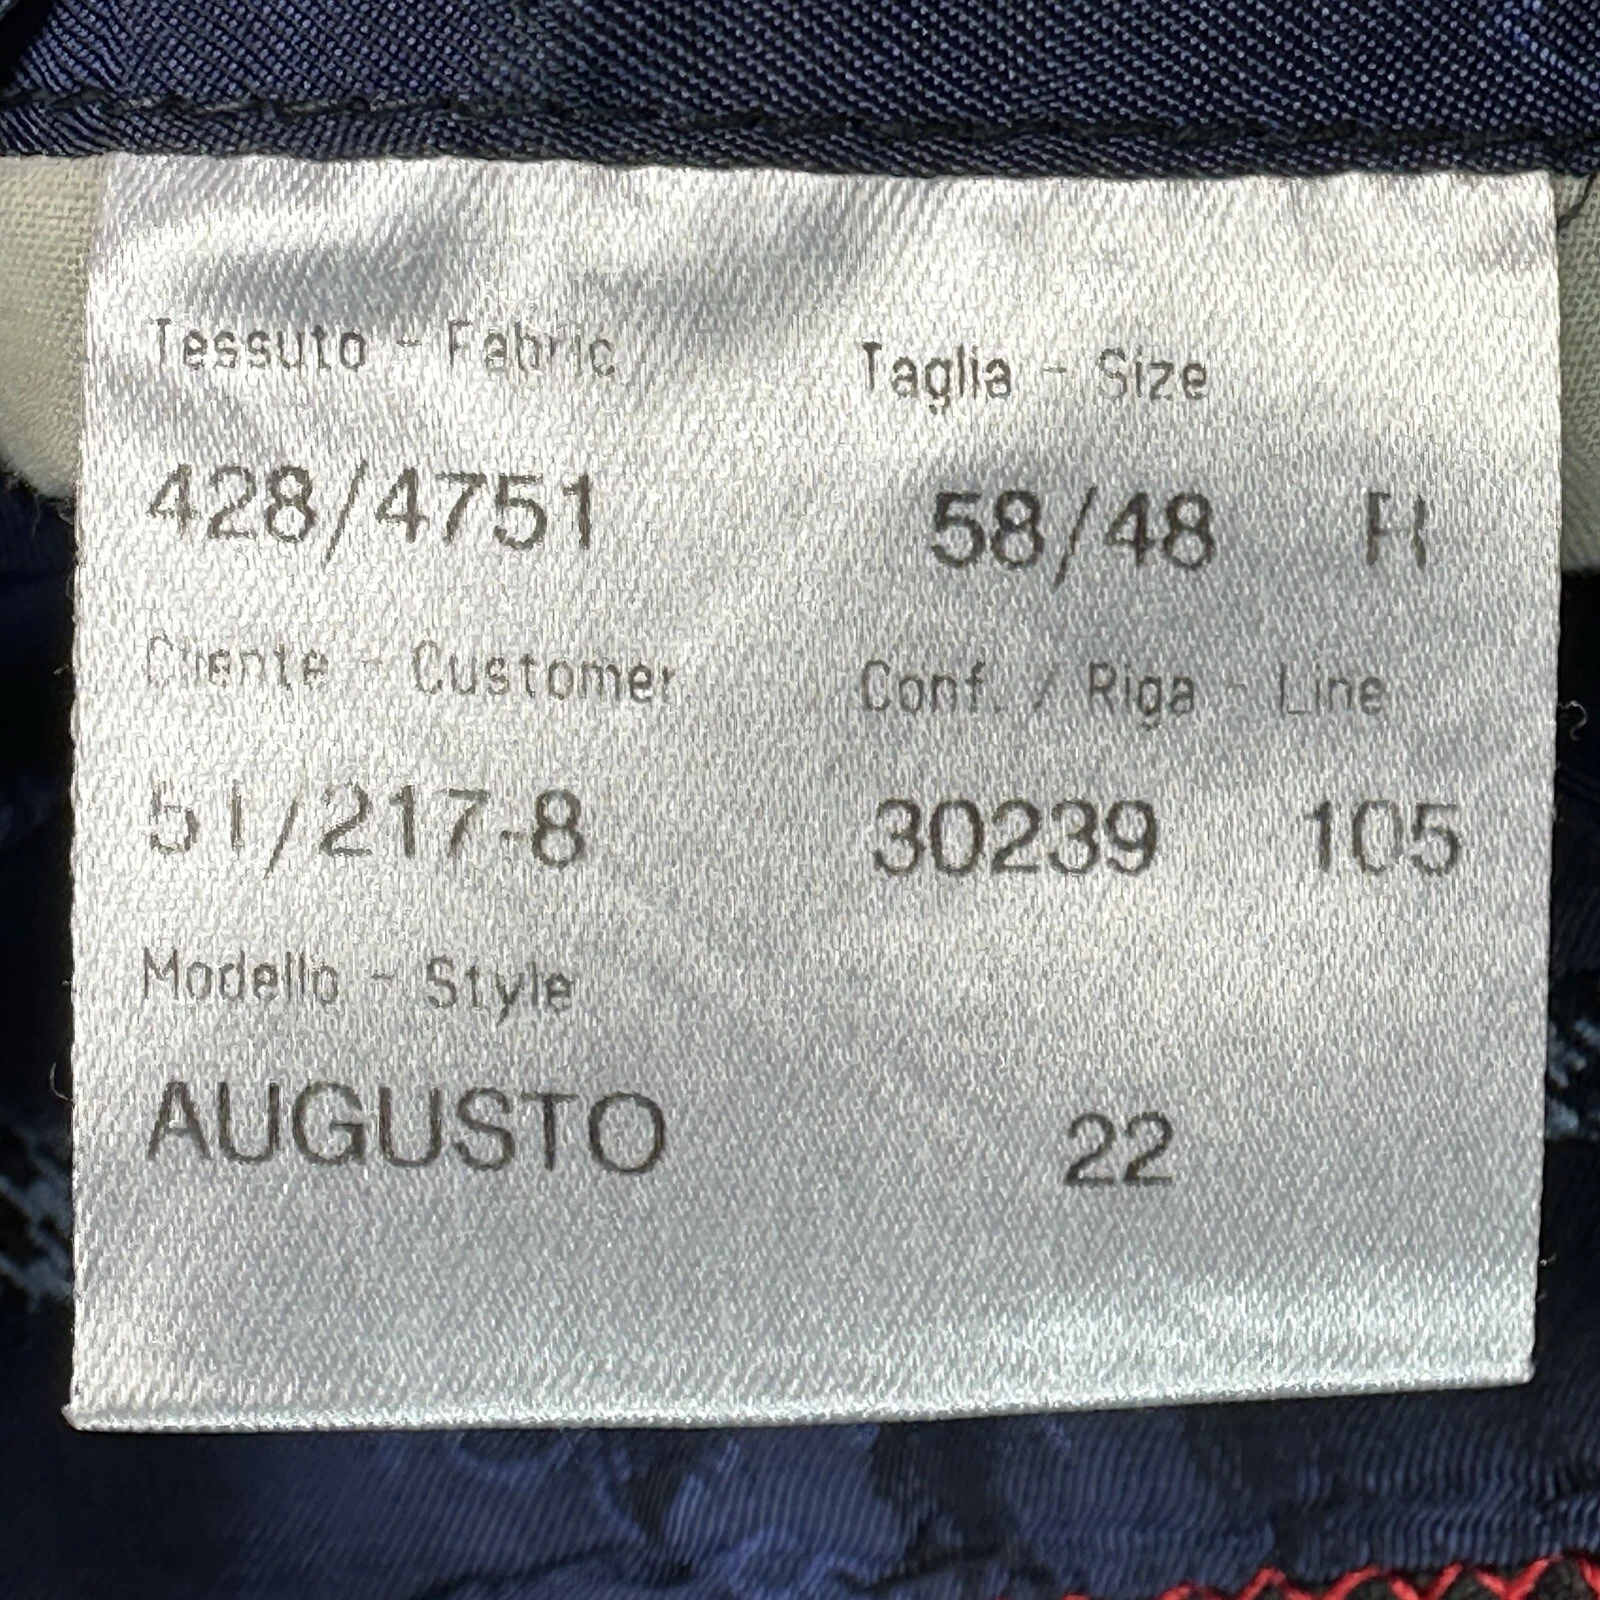 Tessuto - Fabric
Taglia - Size
428/4751
58/48 R
Cliente - Customer
Conf. / Riga - Line
51/217-8
30239 105
Modello - Style
AUGUSTO
22